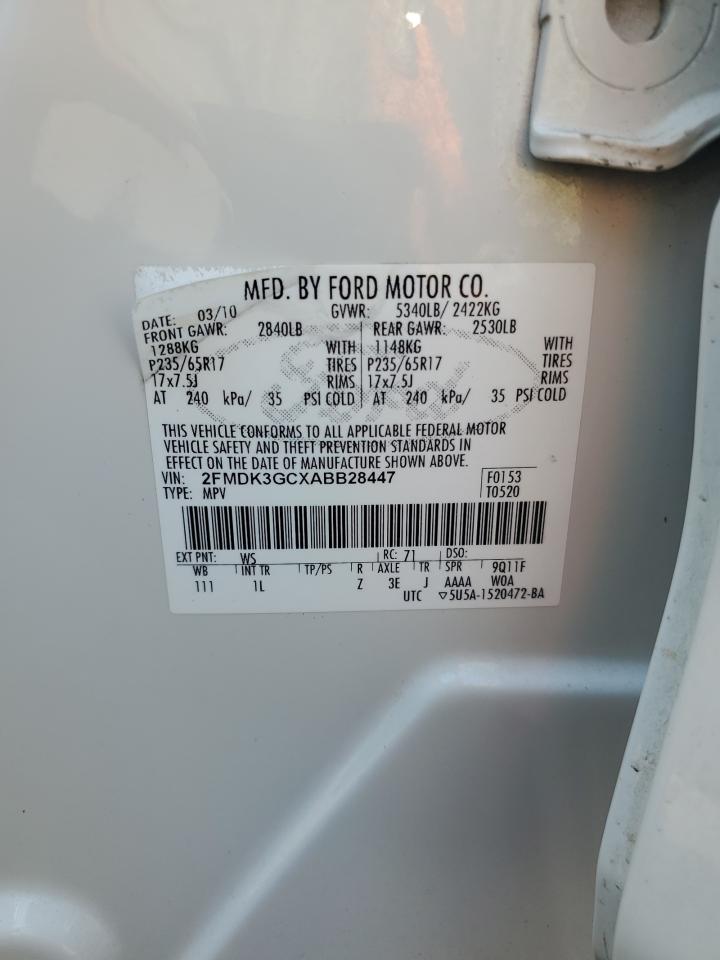 MFD. BY FORD MOTOR CO.
DATE: 03/10 GVWR: 5340LB/ 2422KG
FRONT GAWR: 2840LB REAR GAWR: 2530LB
1288KG WITH 1148KG WITH
P235/65R17 TIRES P235/65R17 TIRES
17x7.5J RIMS 17x7.5J RIMS
AT 240 kPa/ 35 PSI COLD AT 240 kPa/ 35 PSI COLD
THIS VEHICLE CONFORMS TO ALL APPLICABLE FEDERAL MOTOR
VEHICLE SAFETY AND THEFT PREVENTION STANDARDS IN
EFFECT ON THE DATE OF MANUFACTURE SHOWN ABOVE.
VIN: 2FMDK3GCXABB28447 F0153
TYPE: MPV T0520
EXT PNT: WS RC: 71 DSO:
WB INT TR TP/PS R AXLE TR SPR 9Q11F
111 1L Z 3E J AAAA WOA
UTC ▽5U5A-1520472-BA